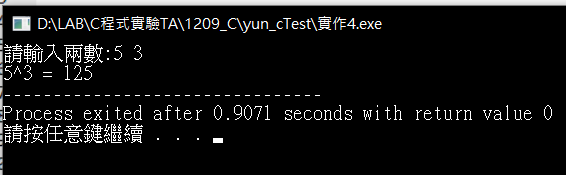 D:\LAB\C程式實驗TA\1209_C\yun_cTest\實作4.exe
請輸入兩數:5 3
5^3 = 125
--------------------------------
Process exited after 0.9071 seconds with return value 0
請按任意鍵繼續 . . .